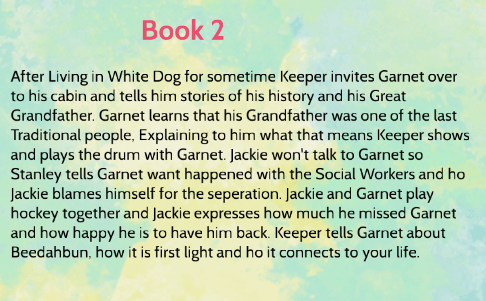 Book 2
After Living in White Dog for sometime Keeper invites Garnet over
to his cabin and tells him stories of his history and his Great
Grandfather. Garnet learns that his Grandfather was one of the last
Traditional people, Explaining to him what that means Keeper shows
and plays the drum with Garnet. Jackie won't talk to Garnet so
Stanley tells Garnet want happened with the Social Workers and ho
Jackie blames himself for the seperation. Jackie and Garnet play
hockey together and Jackie expresses how much he missed Garnet
and how happy he is to have him back. Keeper tells Garnet about
Beedahbun, how it is first light and ho it connects to your life.